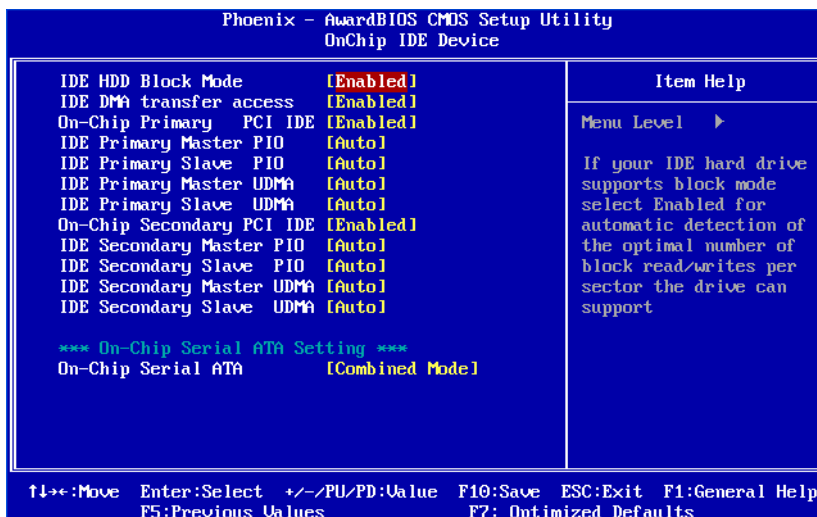 Phoenix - AwardBIOS CMOS Setup Utility
OnChip IDE Device
IDE HDD Block Mode [Enabled]
IDE DMA transfer access [Enabled]
On-Chip Primary PCI IDE [Enabled]
IDE Primary Master PIO [Auto]
IDE Primary Slave PIO [Auto]
IDE Primary Master UDMA [Auto]
IDE Primary Slave UDMA [Auto]
On-Chip Secondary PCI IDE [Enabled]
IDE Secondary Master PIO [Auto]
IDE Secondary Slave PIO [Auto]
IDE Secondary Master UDMA [Auto]
IDE Secondary Slave UDMA [Auto]
*** On-Chip Serial ATA Setting ***
On-Chip Serial ATA [Combined Mode]
Item Help
Menu Level ▶
If your IDE hard drive
supports block mode
select Enabled for
automatic detection of
the optimal number of
block read/writes per
sector the drive can
support
↑↓→←:Move Enter:Select +/-/PU/PD:Value F10:Save ESC:Exit F1:General Help
F5:Previous Values F7: Optimized Defaults